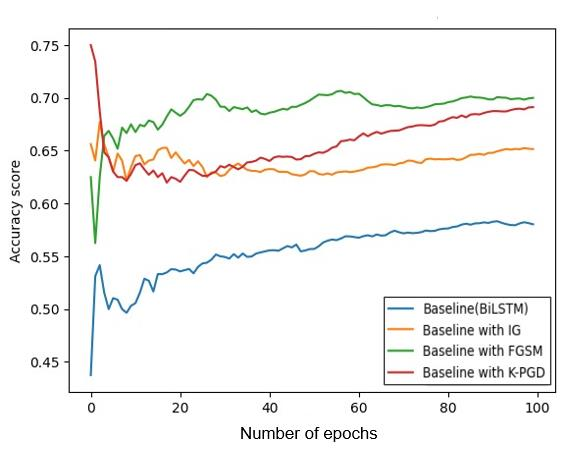 0.75
0.70
0.65
0.60
0.55
0.50
0.45
Accuracy score
0 20 40 60 80 100
Number of epochs
Baseline(BiLSTM)
Baseline with IG
Baseline with FGSM
Baseline with K-PGD